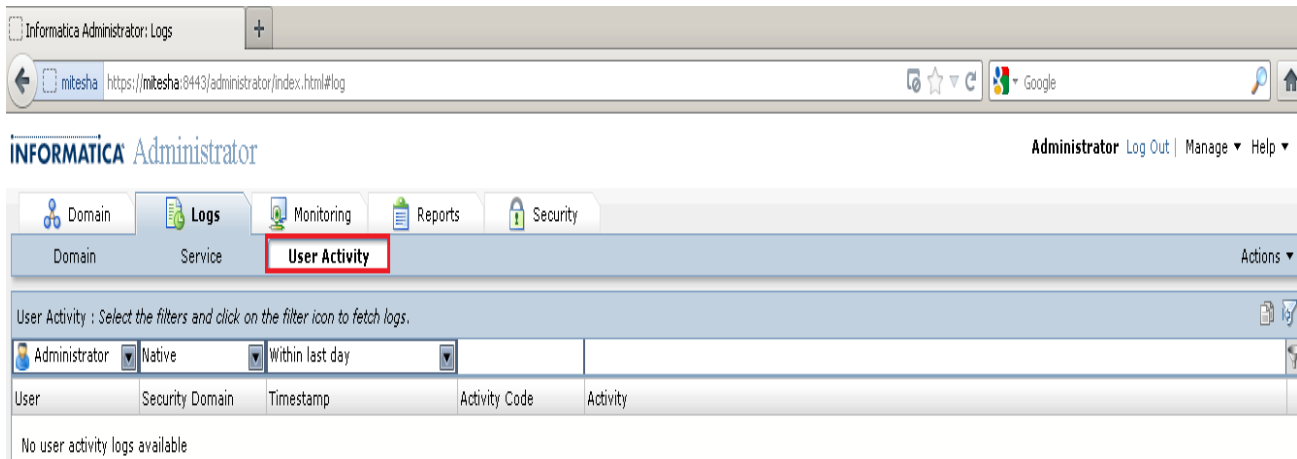 Informatica Administrator: Logs +
mitesha https://mitesha:8443/administrator/index.html#log Google
INFORMATICA Administrator Administrator Log Out | Manage Help
Domain Logs Monitoring Reports Security
Domain Service User Activity Actions
User Activity : Select the filters and click on the filter icon to fetch logs.
Administrator Native Within last day
User Security Domain Timestamp Activity Code Activity
No user activity logs available